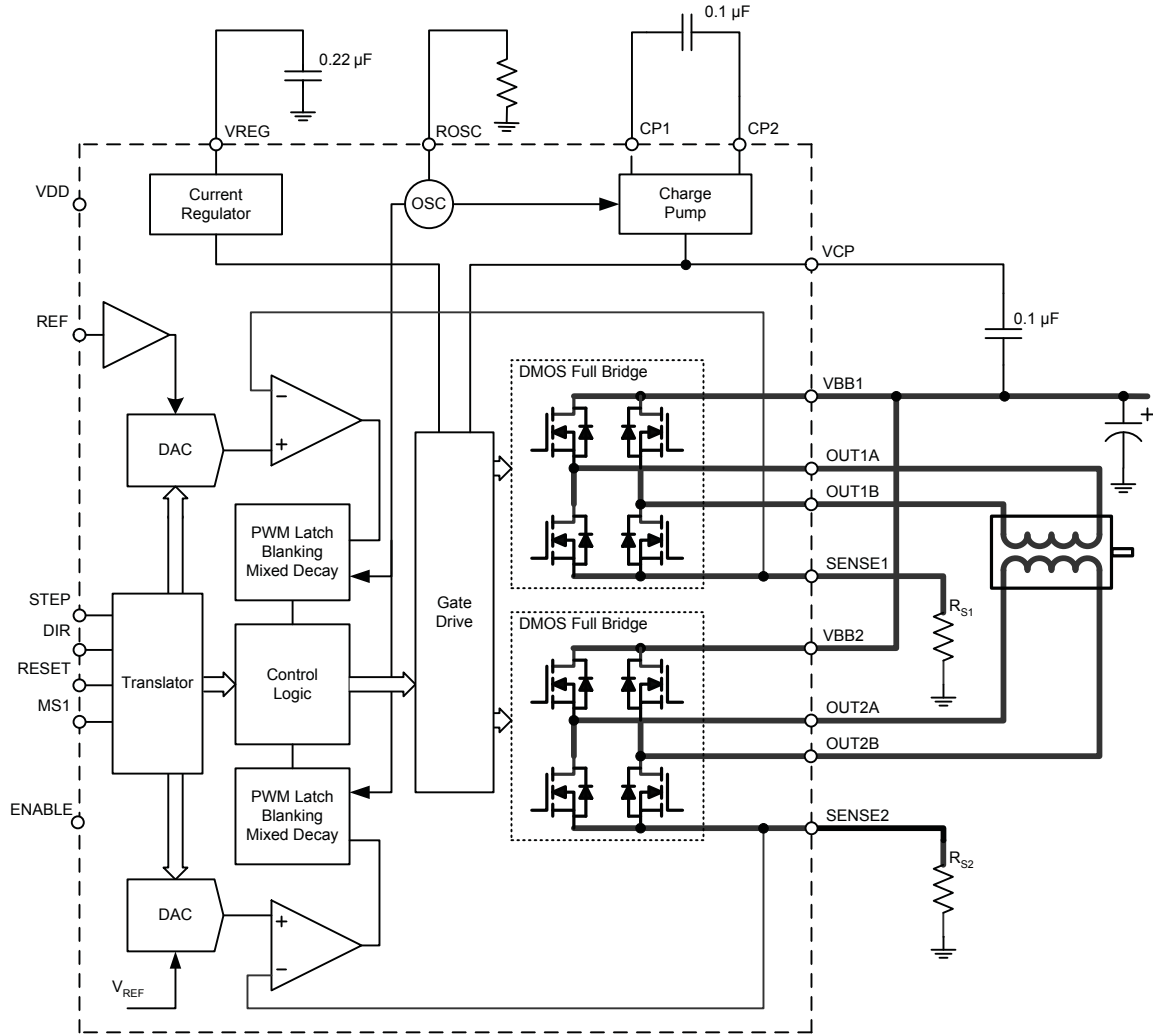 0.1 µF
0.22 µF
VREG
ROSC
CP1
CP2
VDD
Current
Regulator
OSC
Charge
Pump
VCP
REF
0.1 µF
DMOS Full Bridge
VBB1
−
+
+
DAC
OUT1A
OUT1B
PWM Latch
Blanking
Mixed Decay
SENSE1
STEP
Gate
Drive
RS1
DIR
DMOS Full Bridge
VBB2
RESET
Translator
Control
Logic
MS1
OUT2A
OUT2B
PWM Latch
Blanking
Mixed Decay
ENABLE
SENSE2
RS2
DAC
+
−
VREF